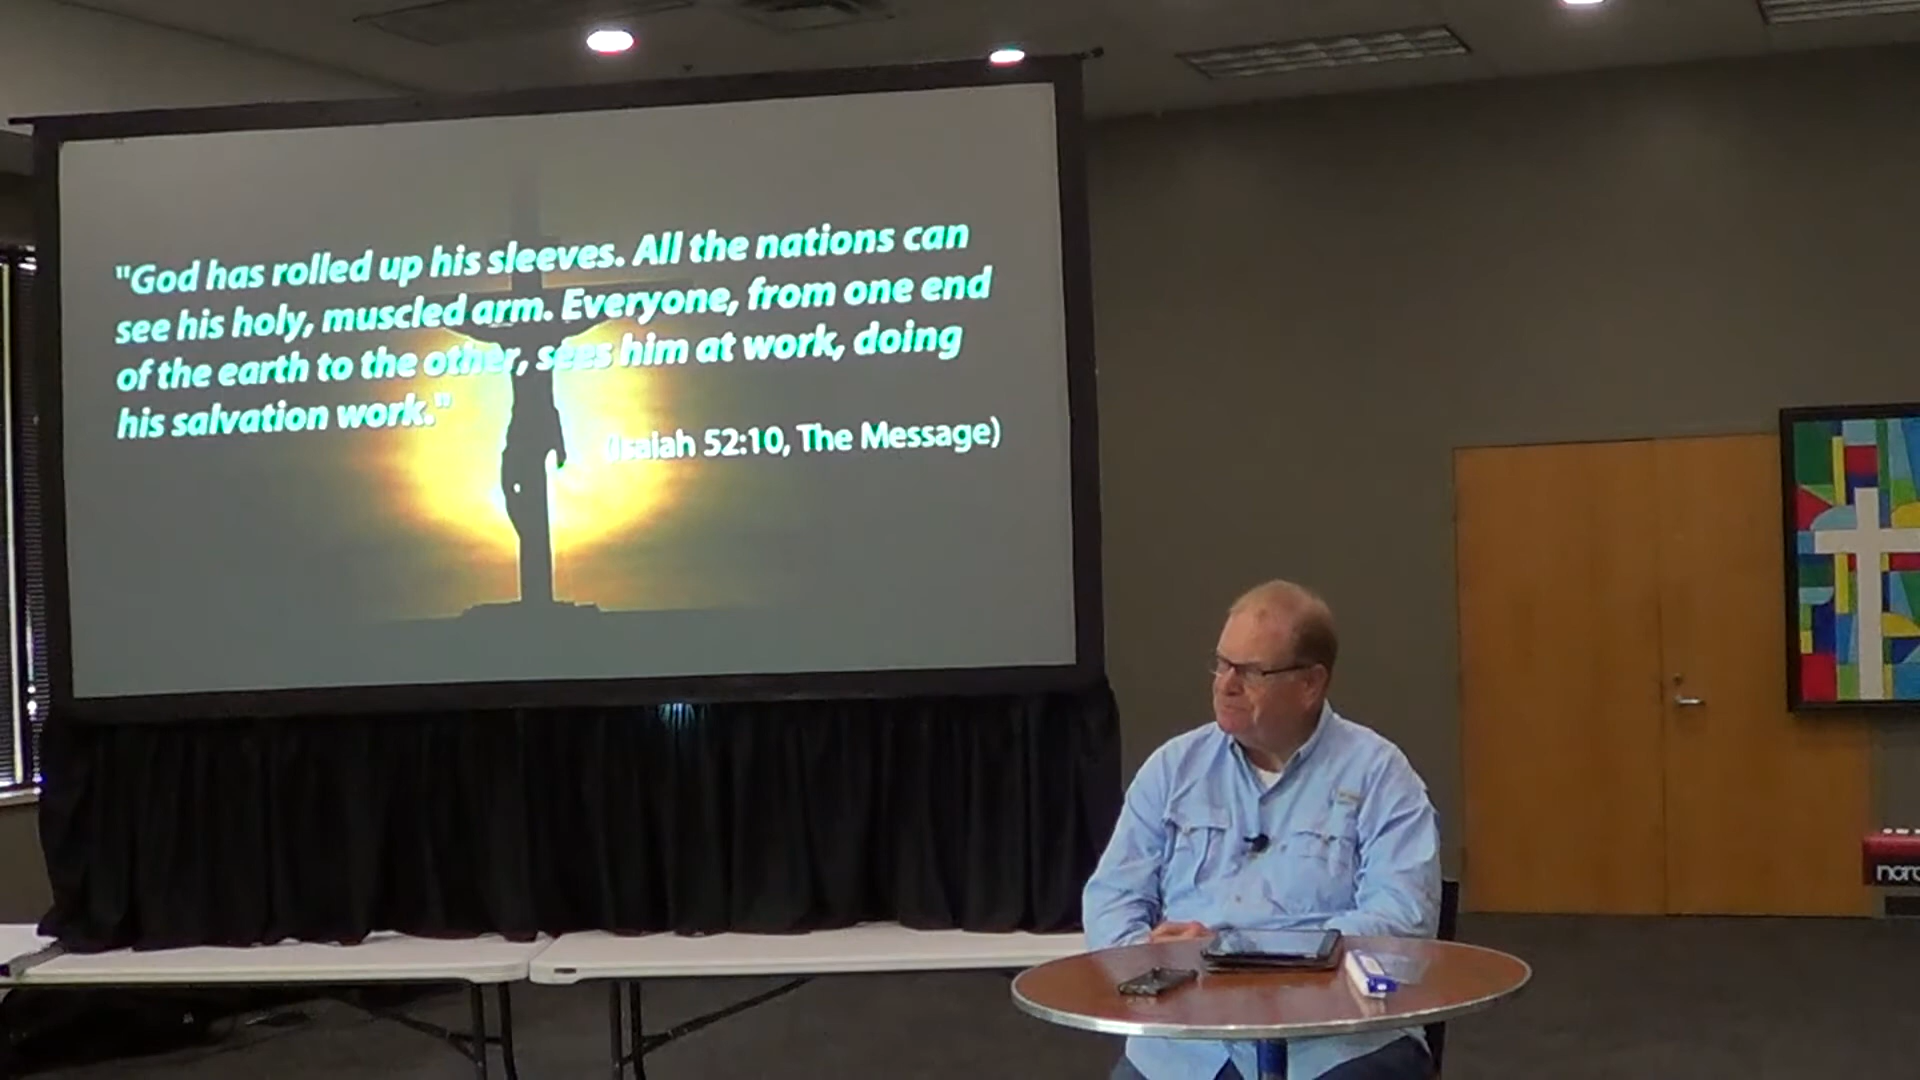 "God has rolled up his sleeves. All the nations can
see his holy, muscled arm. Everyone, from one end
of the earth to the other, sees him at work, doing
his salvation work."
(Isaiah 52:10, The Message)